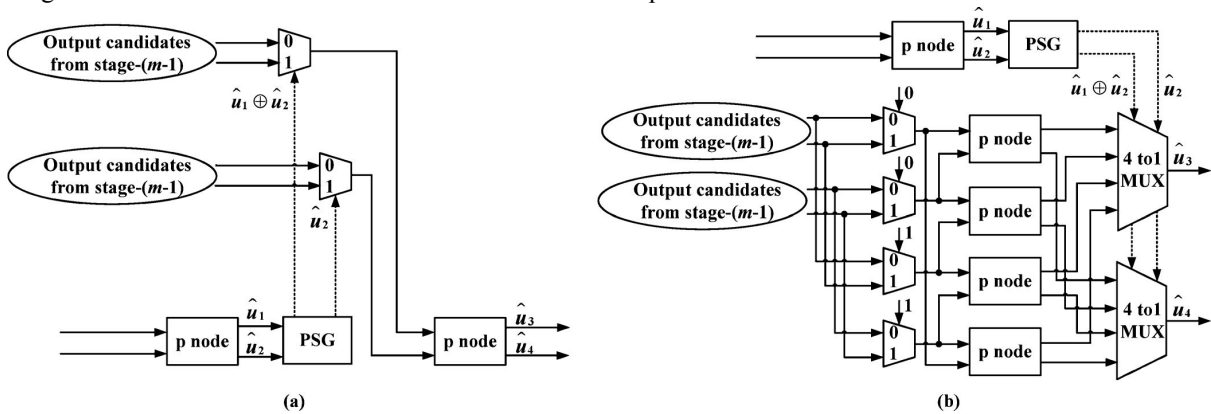 Output candidates
from stage-(m-1)
0
1
û₁ ⊕ û₂
Output candidates
from stage-(m-1)
0
1
û₂
p node
û₁
û₂
PSG
p node
û₃
û₄
(a)
p node
û₁
û₂
PSG
û₁ ⊕ û₂
û₂
Output candidates
from stage-(m-1)
Output candidates
from stage-(m-1)
0
0
1
0
0
1
1
0
1
1
0
1
p node
p node
p node
p node
4 to1
MUX
û₃
4 to1
MUX
û₄
(b)